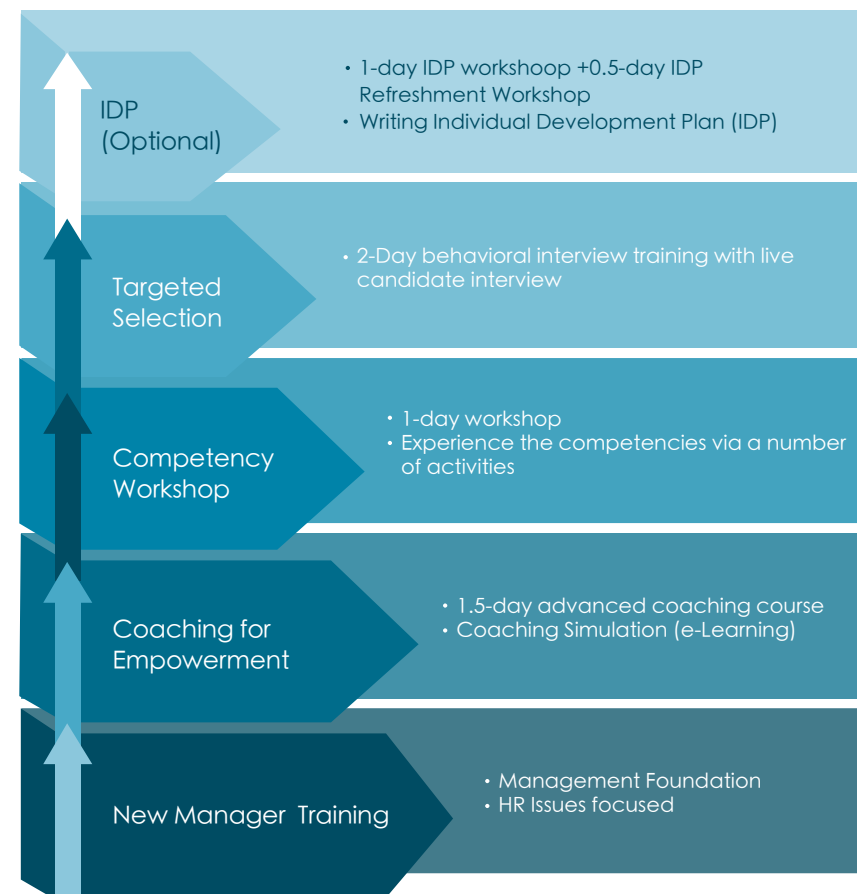 IDP
(Optional)
• 1-day IDP workshoop +0.5-day IDP
Refreshment Workshop
• Writing Individual Development Plan (IDP)
Targeted
Selection
• 2-Day behavioral interview training with live
candidate interview
Competency
Workshop
• 1-day workshop
• Experience the competencies via a number
of activities
Coaching for
Empowerment
• 1.5-day advanced coaching course
• Coaching Simulation (e-Learning)
New Manager Training
• Management Foundation
• HR Issues focused